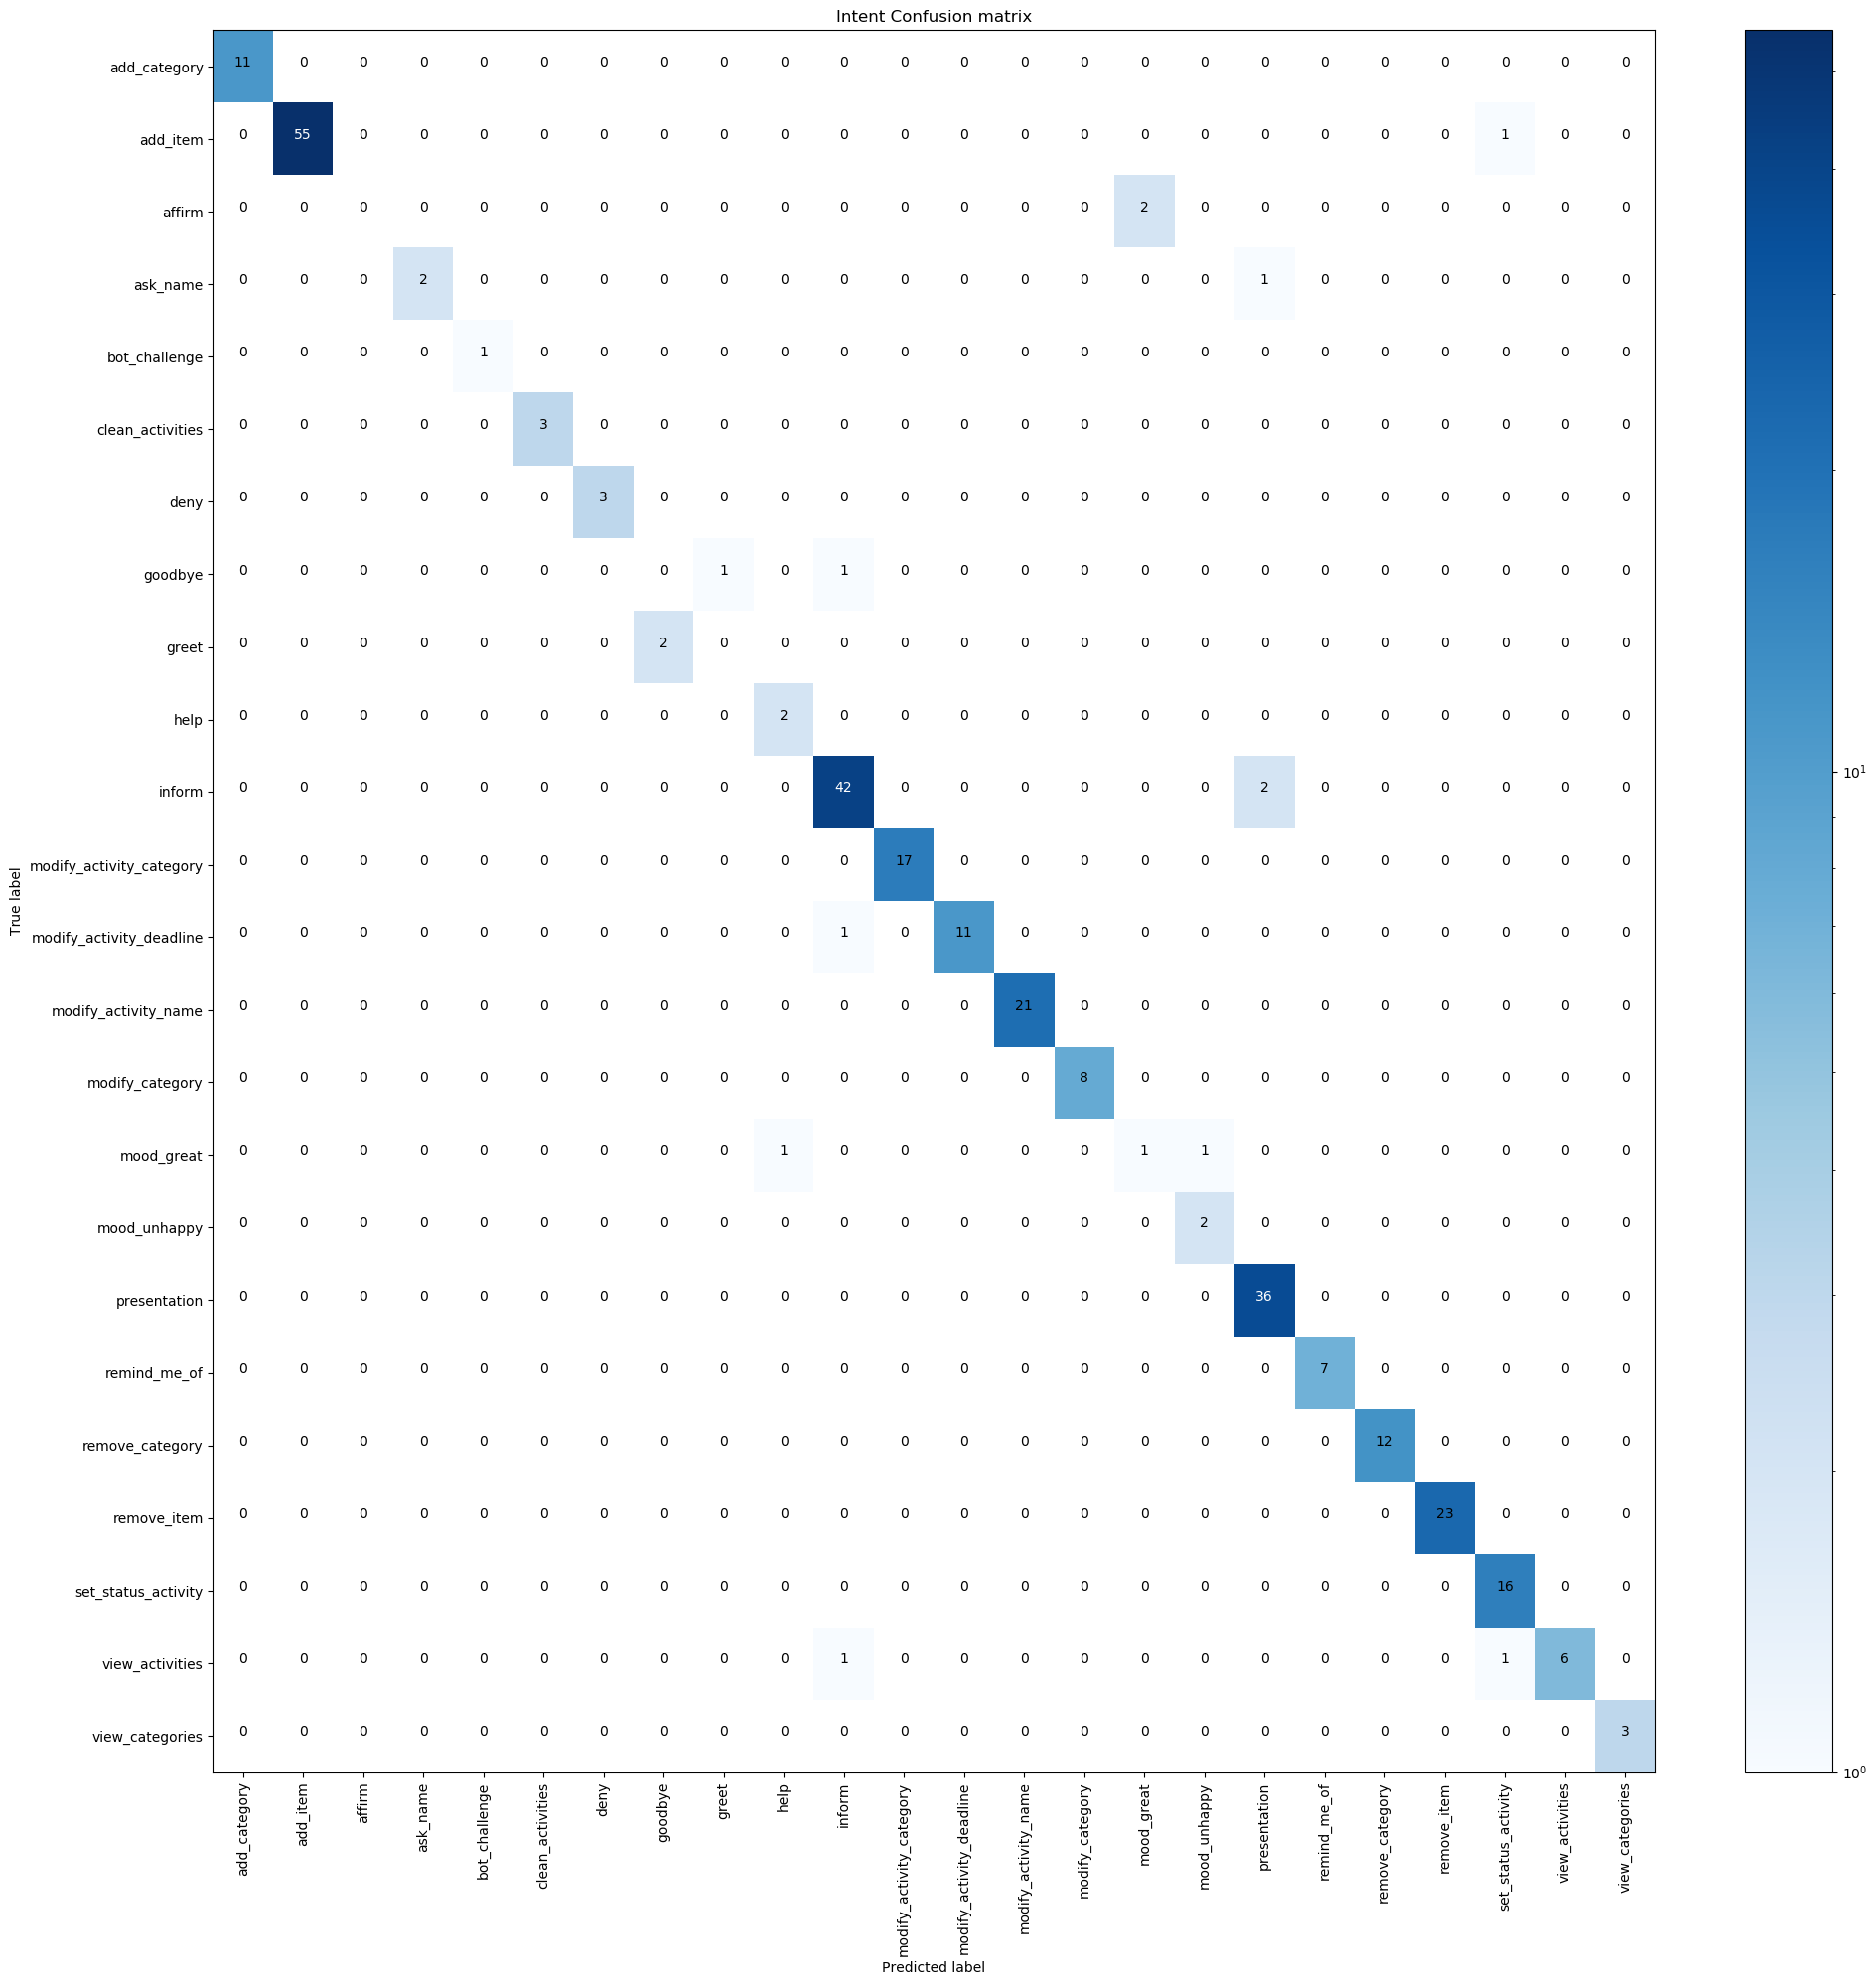 Intent Confusion matrix
add_category 11 0 0 0 0 0 0 0 0 0 0 0 0 0 0 0 0 0 0 0 0 0 0 0
add_item 0 55 0 0 0 0 0 0 0 0 0 0 0 0 0 0 0 0 0 0 0 1 0 0
affirm 0 0 0 0 0 0 0 0 0 0 0 0 0 0 0 2 0 0 0 0 0 0 0 0
ask_name 0 0 0 2 0 0 0 0 0 0 0 0 0 0 0 0 0 1 0 0 0 0 0 0
bot_challenge 0 0 0 0 1 0 0 0 0 0 0 0 0 0 0 0 0 0 0 0 0 0 0 0
clean_activities 0 0 0 0 0 3 0 0 0 0 0 0 0 0 0 0 0 0 0 0 0 0 0 0
deny 0 0 0 0 0 0 3 0 0 0 0 0 0 0 0 0 0 0 0 0 0 0 0 0
goodbye 0 0 0 0 0 0 0 0 1 0 1 0 0 0 0 0 0 0 0 0 0 0 0 0
greet 0 0 0 0 0 0 0 2 0 0 0 0 0 0 0 0 0 0 0 0 0 0 0 0
help 0 0 0 0 0 0 0 0 0 2 0 0 0 0 0 0 0 0 0 0 0 0 0 0
inform 0 0 0 0 0 0 0 0 0 0 42 0 0 0 0 0 0 2 0 0 0 0 0 0
10^1
modify_activity_category 0 0 0 0 0 0 0 0 0 0 0 17 0 0 0 0 0 0 0 0 0 0 0 0
True label
modify_activity_deadline 0 0 0 0 0 0 0 0 0 0 1 0 11 0 0 0 0 0 0 0 0 0 0 0
modify_activity_name 0 0 0 0 0 0 0 0 0 0 0 0 0 21 0 0 0 0 0 0 0 0 0 0
modify_category 0 0 0 0 0 0 0 0 0 0 0 0 0 0 8 0 0 0 0 0 0 0 0 0
mood_great 0 0 0 0 0 0 0 0 0 1 0 0 0 0 0 1 1 0 0 0 0 0 0 0
mood_unhappy 0 0 0 0 0 0 0 0 0 0 0 0 0 0 0 0 2 0 0 0 0 0 0 0
presentation 0 0 0 0 0 0 0 0 0 0 0 0 0 0 0 0 0 36 0 0 0 0 0 0
remind_me_of 0 0 0 0 0 0 0 0 0 0 0 0 0 0 0 0 0 0 7 0 0 0 0 0
remove_category 0 0 0 0 0 0 0 0 0 0 0 0 0 0 0 0 0 0 0 12 0 0 0 0
remove_item 0 0 0 0 0 0 0 0 0 0 0 0 0 0 0 0 0 0 0 0 23 0 0 0
set_status_activity 0 0 0 0 0 0 0 0 0 0 0 0 0 0 0 0 0 0 0 0 0 16 0 0
view_activities 0 0 0 0 0 0 0 0 0 0 1 0 0 0 0 0 0 0 0 0 0 1 6 0
view_categories 0 0 0 0 0 0 0 0 0 0 0 0 0 0 0 0 0 0 0 0 0 0 0 3
10^0
add_category
add_item
affirm
ask_name
bot_challenge
clean_activities
deny
goodbye
greet
help
inform
modify_activity_category
modify_activity_deadline
modify_activity_name
modify_category
mood_great
mood_unhappy
presentation
remind_me_of
remove_category
remove_item
set_status_activity
view_activities
view_categories
Predicted label